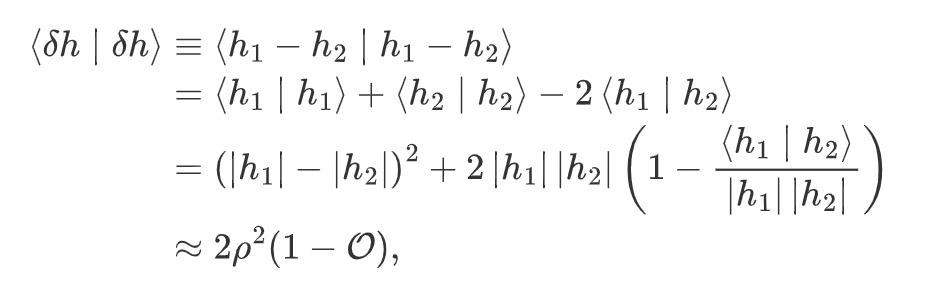 ⟨δh | δh⟩ ≡ ⟨h₁ − h₂ | h₁ − h₂⟩
= ⟨h₁ | h₁⟩ + ⟨h₂ | h₂⟩ − 2 ⟨h₁ | h₂⟩
= (|h₁| − |h₂|)² + 2 |h₁| |h₂| (1 − ⟨h₁ | h₂⟩ / |h₁| |h₂|)
≈ 2ρ²(1 − 𝒪),